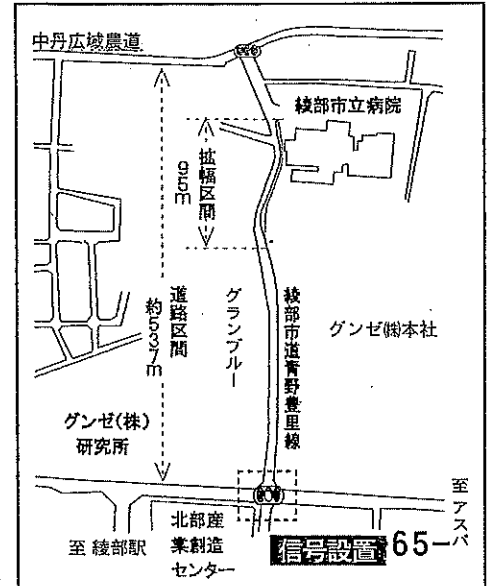 中丹広域農道
綾部市立病院
拡幅区間
95m
道路区間
約537m
グランブルー
綾部市道青野豊里線
グンゼ㈱本社
グンゼ(株)
研究所
至 アスパ
至 綾部駅
北部産
業創造
センター
信号設置
65-